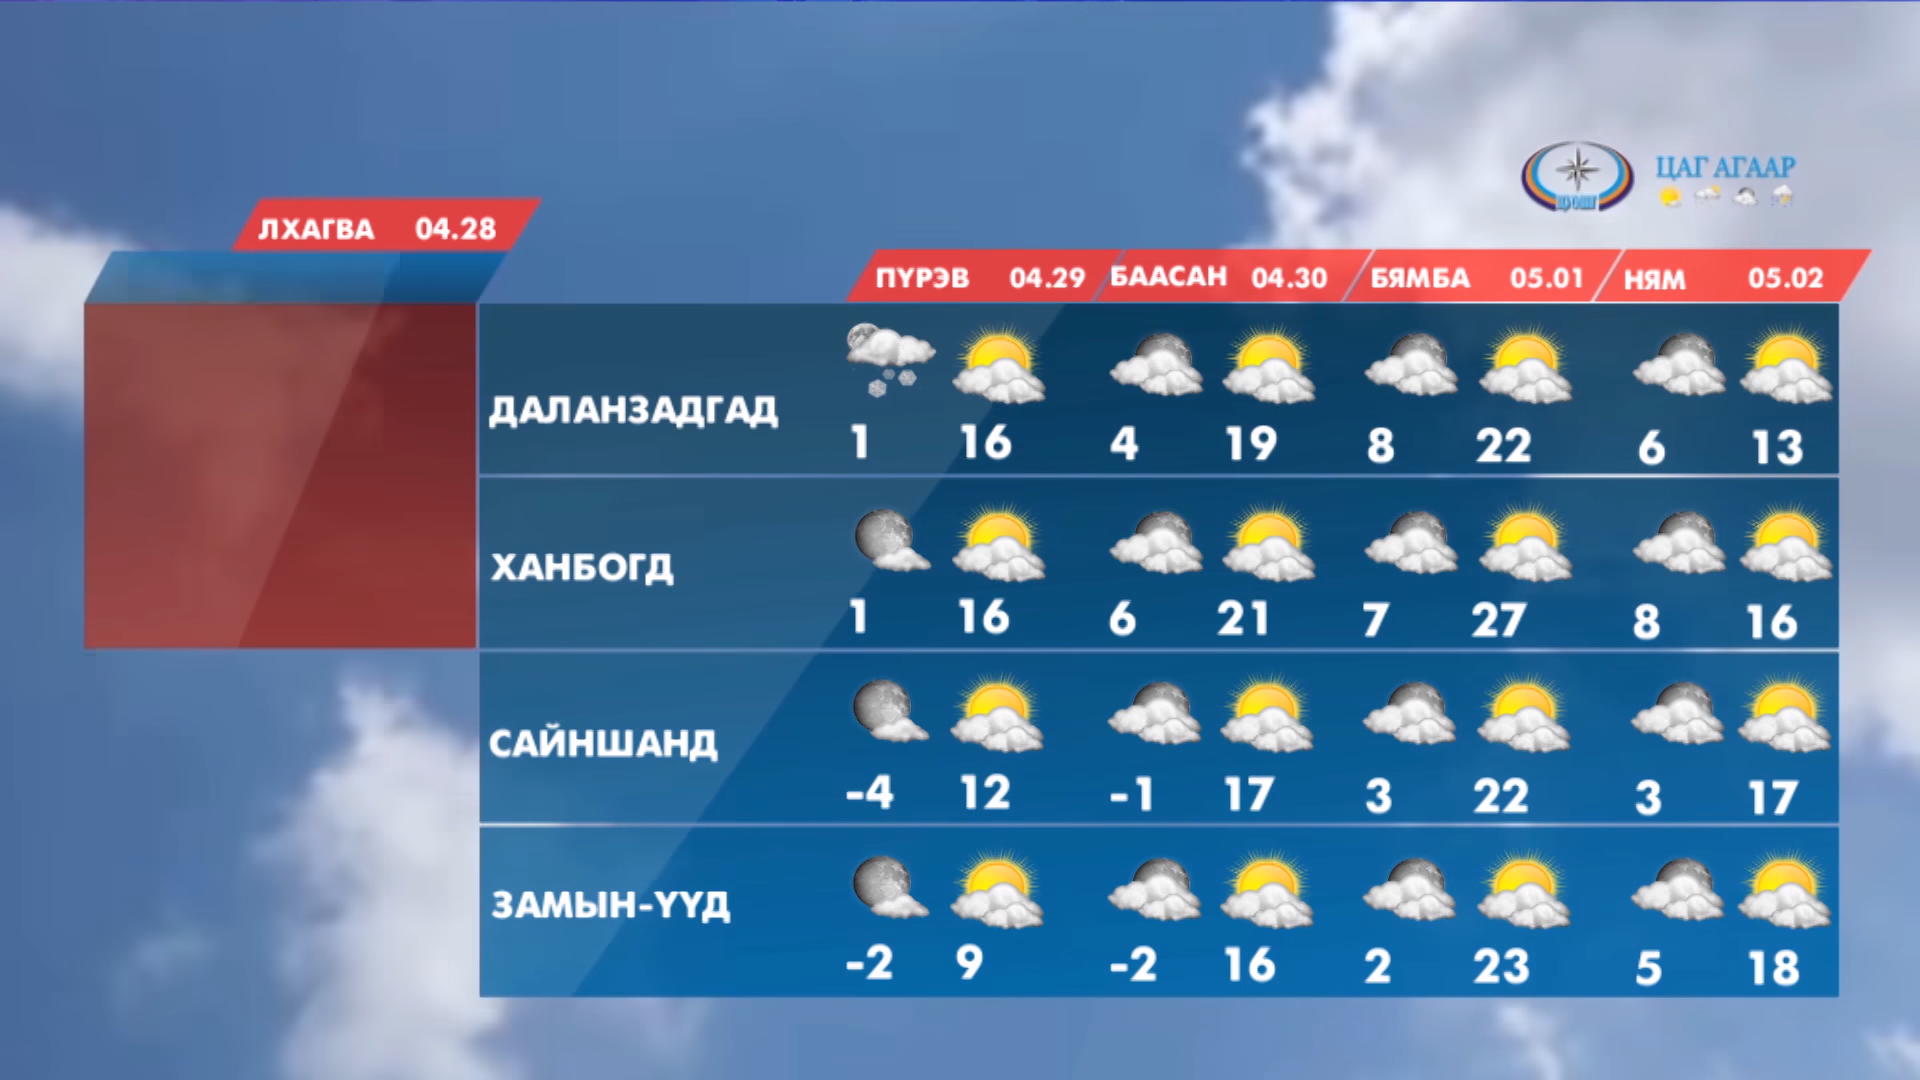 ЦАГ АГААР
ЛХАГВА 04.28
ПҮРЭВ 04.29 БААСАН 04.30 БЯМБА 05.01 НЯМ 05.02
ДАЛАНЗАДГАД 1 16 4 19 8 22 6 13
ХАНБОГД 1 16 6 21 7 27 8 16
САЙНШАНД -4 12 -1 17 3 22 3 17
ЗАМЫН-ҮҮД -2 9 -2 16 2 23 5 18